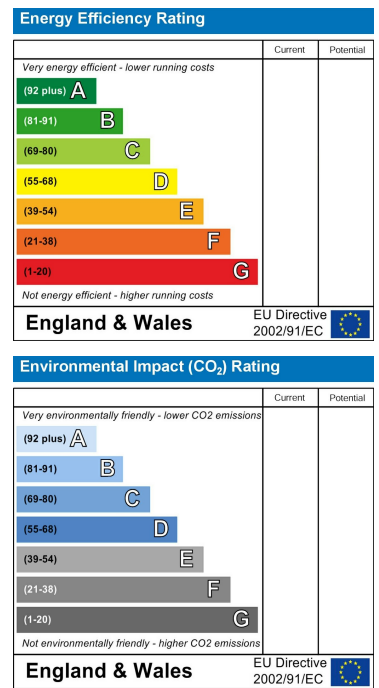 Energy Efficiency Rating
Current Potential
Very energy efficient - lower running costs
(92 plus) A
(81-91) B
(69-80) C
(55-68) D
(39-54) E
(21-38) F
(1-20) G
Not energy efficient - higher running costs
England & Wales
EU Directive
2002/91/EC
Environmental Impact (CO₂) Rating
Current Potential
Very environmentally friendly - lower CO2 emissions
(92 plus) A
(81-91) B
(69-80) C
(55-68) D
(39-54) E
(21-38) F
(1-20) G
Not environmentally friendly - higher CO2 emissions
England & Wales
EU Directive
2002/91/EC